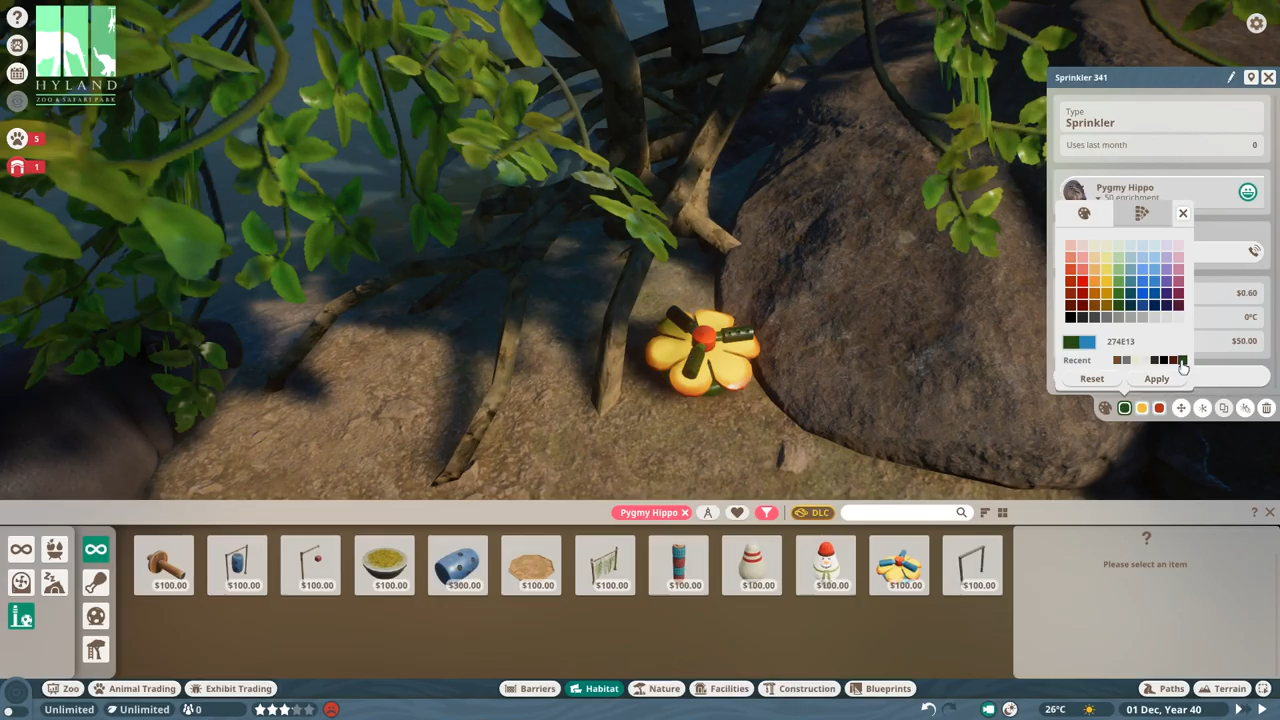 HYLAND
ZOO & SAFARI PARK
5
1
Sprinkler 341
Type
Sprinkler
Uses last month 0
Pygmy Hippo
50 enrichment
274E13
Recent
Reset Apply
$0.60
0°C
$50.00
Pygmy Hippo
DLC
?
$100.00 $100.00 $100.00 $100.00 $300.00 $100.00 $100.00 $100.00 $100.00 $100.00 $100.00 $100.00
?
Please select an item
Zoo Animal Trading Exhibit Trading Barriers Habitat Nature Facilities Construction Blueprints Paths Terrain
Unlimited Unlimited 0 26°C 01 Dec, Year 40